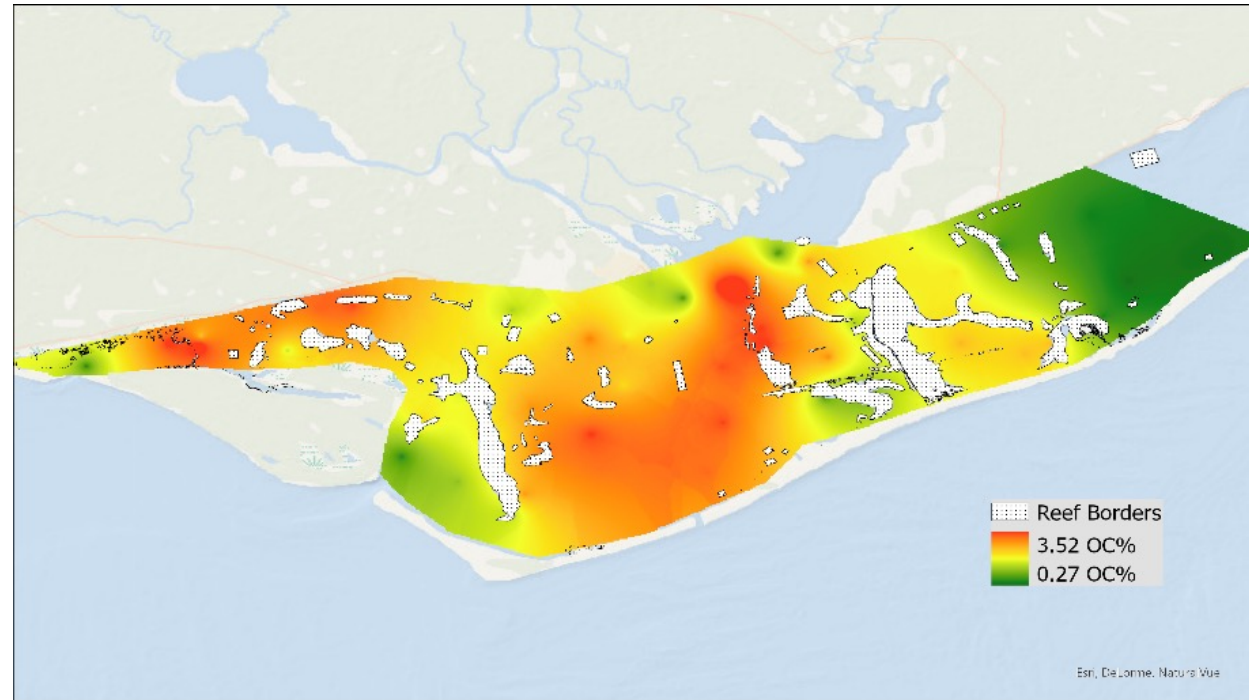 Reef Borders
3.52 OC%
0.27 OC%
Esri, DeLorme, NaturalVue